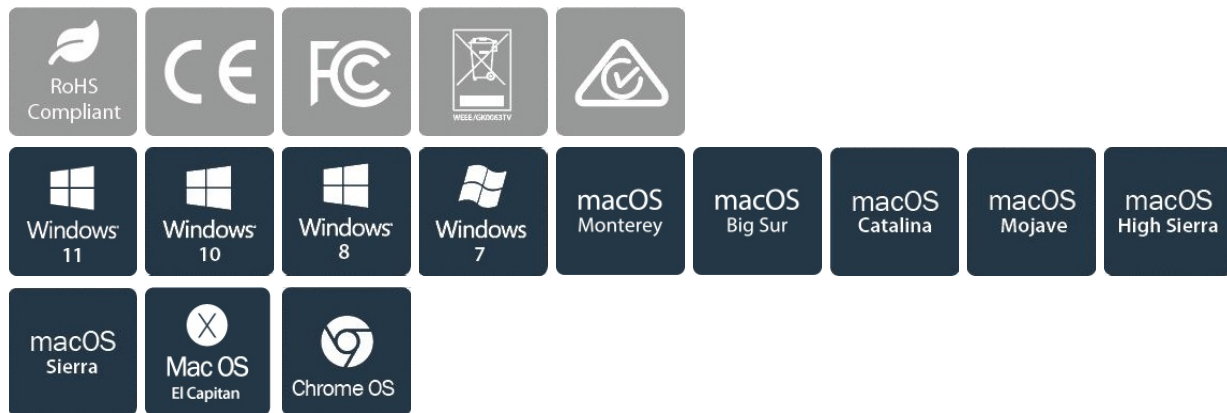 RoHS
Compliant
CE
FC
WEEE/GK0063TV
Windows
11
Windows
10
Windows
8
Windows
7
macOS
Monterey
macOS
Big Sur
macOS
Catalina
macOS
Mojave
macOS
High Sierra
macOS
Sierra
X
Mac OS
El Capitan
Chrome OS